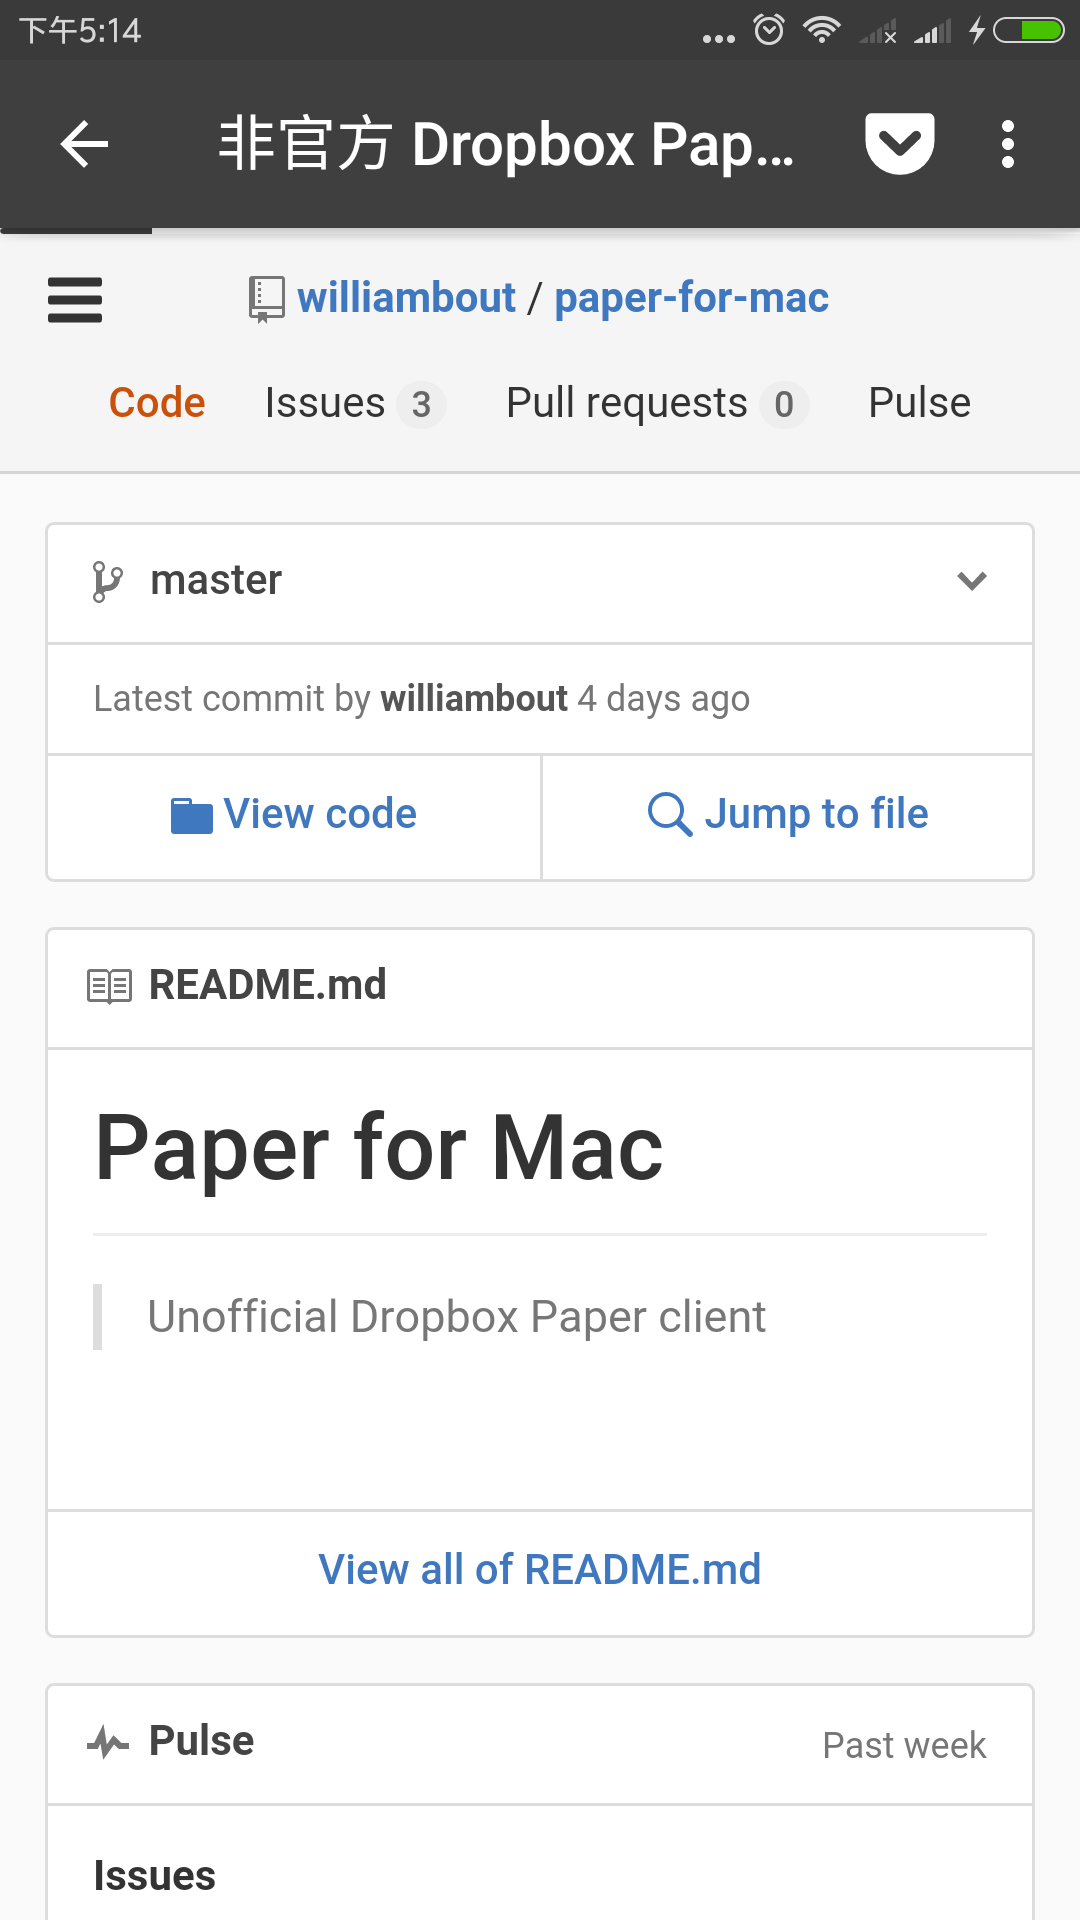 下午5:14
非官方 Dropbox Pap...
williambout / paper-for-mac
Code Issues 3 Pull requests 0 Pulse
master
Latest commit by williambout 4 days ago
View code Jump to file
README.md
Paper for Mac
Unofficial Dropbox Paper client
View all of README.md
Pulse Past week
Issues